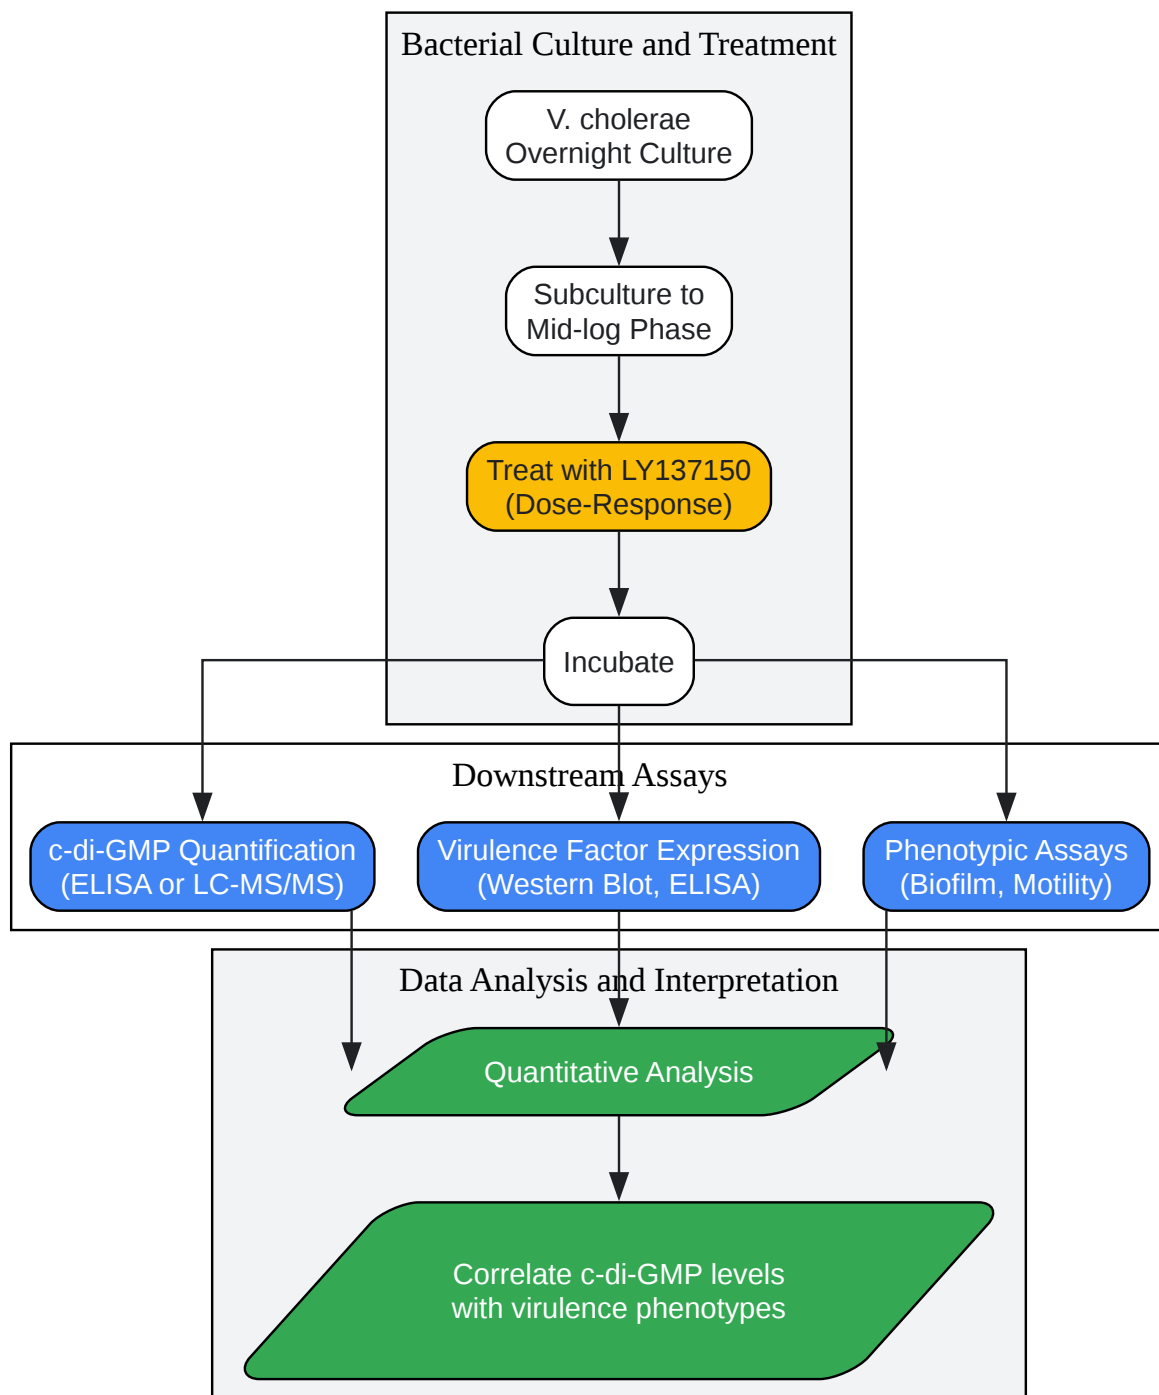 Bacterial Culture and Treatment
V. cholerae
Overnight Culture
Subculture to
Mid-log Phase
Treat with LY137150
(Dose-Response)
Incubate
Downstream Assays
c-di-GMP Quantification
(ELISA or LC-MS/MS)
Virulence Factor Expression
(Western Blot, ELISA)
Phenotypic Assays
(Biofilm, Motility)
Data Analysis and Interpretation
Quantitative Analysis
Correlate c-di-GMP levels
with virulence phenotypes